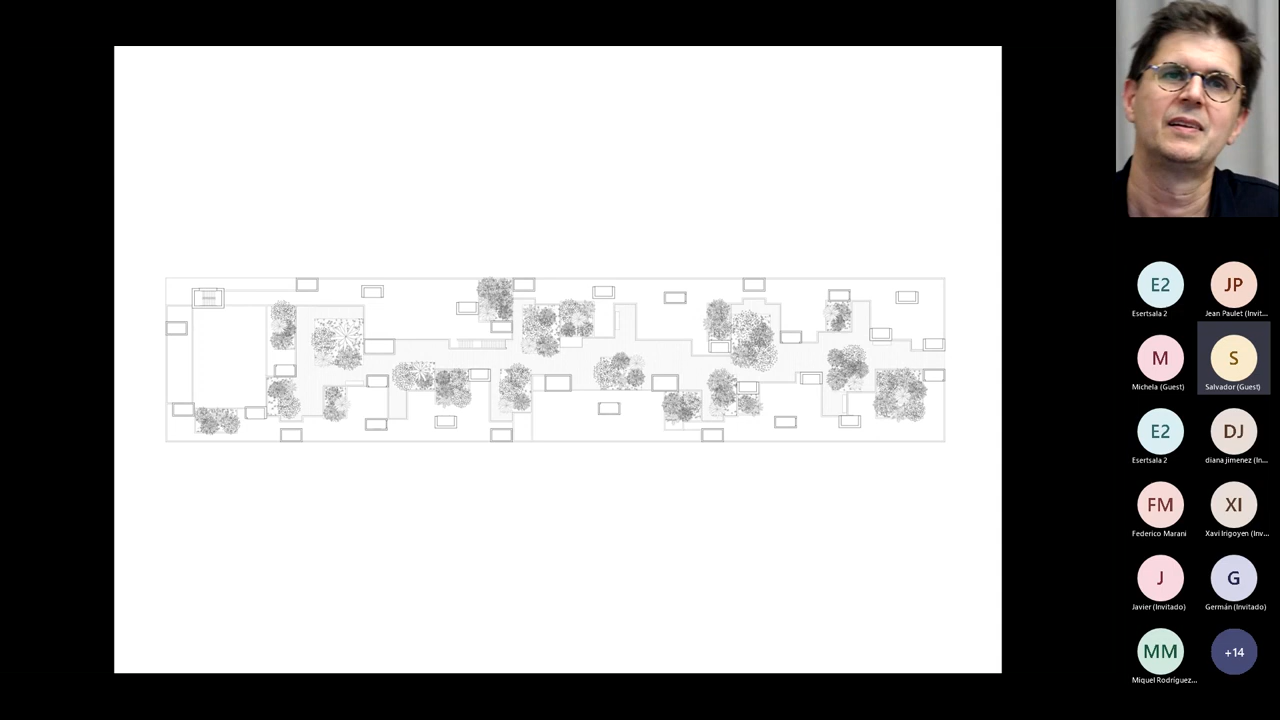 E2
JP
Esertsala 2
Jean Paulet (Invit...
M
S
Michela (Guest)
Salvador (Guest)
E2
DJ
Esertsala 2
diana jimenez (In...
FM
XI
Federico Marani
Xavi Irigoyen (Inv...
J
G
Javier (Invitado)
Germán (Invitado)
MM
+14
Miquel Rodríguez...